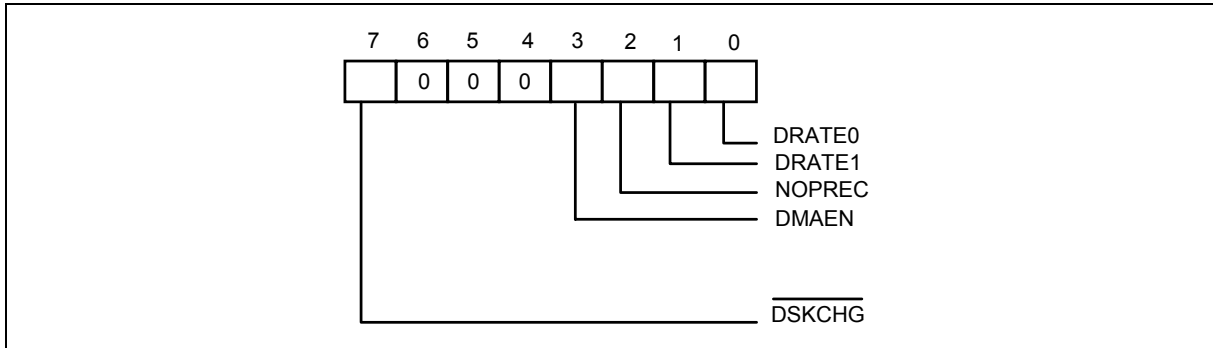 7 6 5 4 3 2 1 0
0 0 0
DRATE0
DRATE1
NOPREC
DMAEN
DSKCHG